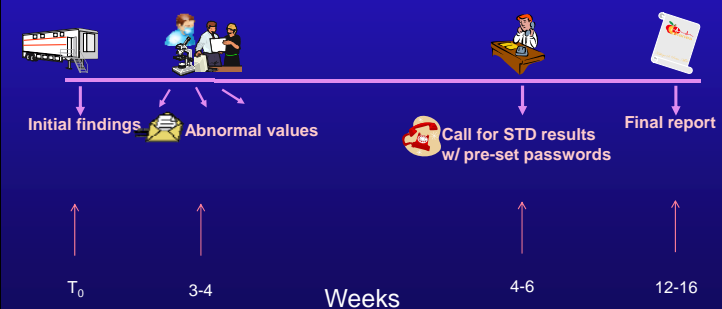 Initial findings
Abnormal values
Call for STD results
w/ pre-set passwords
Final report
T₀
3-4
Weeks
4-6
12-16